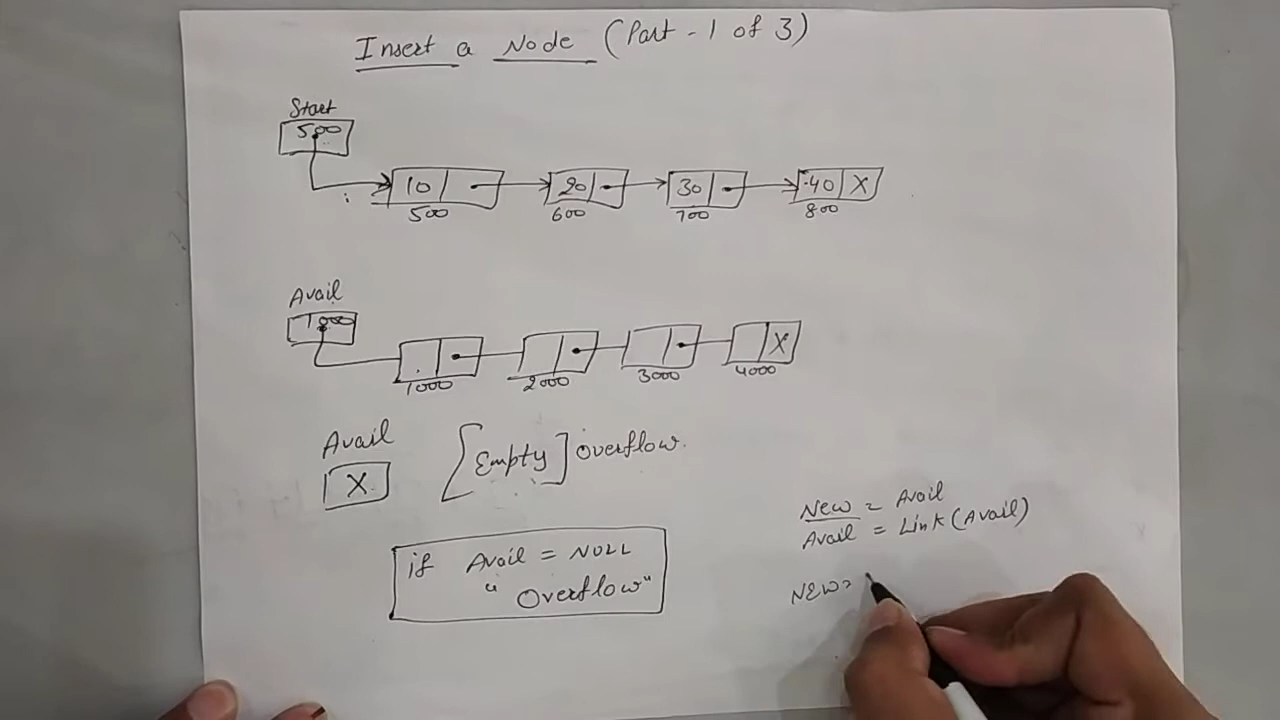 Insert a Node (Part - 1 of 3)
Start
500
10 20 30 40 X
500 600 700 800
Avail
1000
X
1000 2000 3000 4000
Avail
X
[Empty] Overflow.
if Avail = NULL
"Overflow"
New = Avail
Avail = Link (Avail)
NEW=